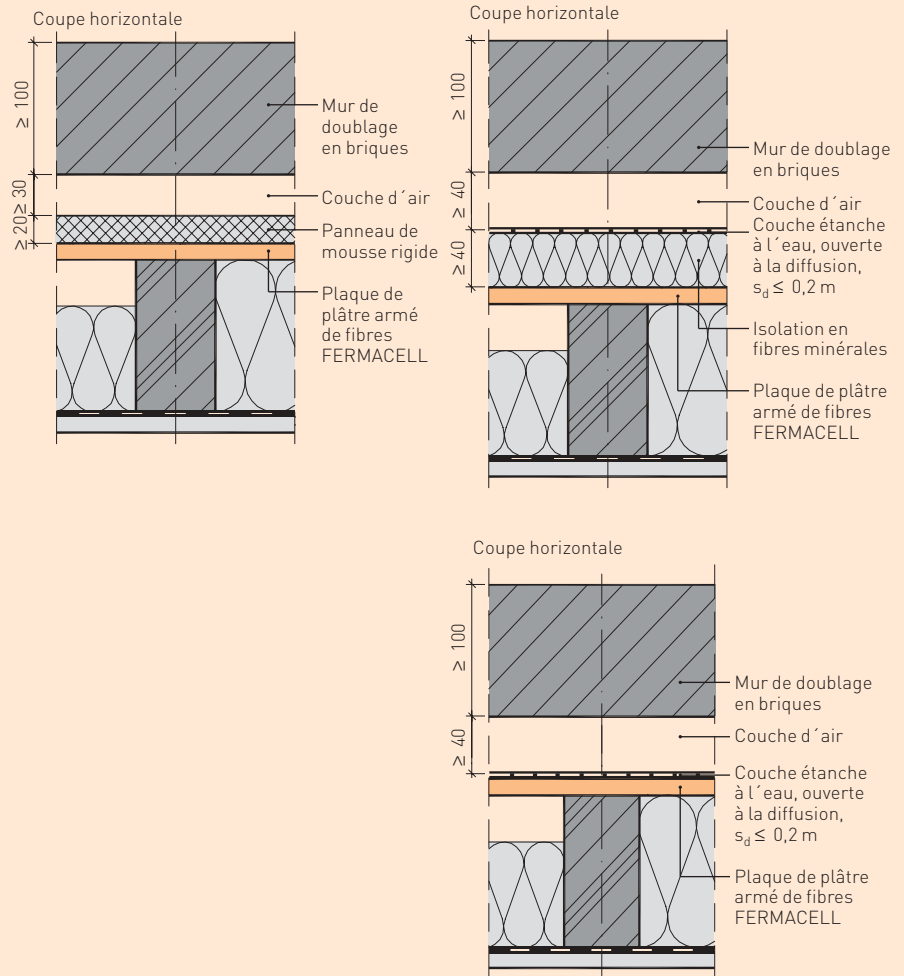 Coupe horizontale
≥ 100
≥ 30
≥20
Mur de
doublage
en briques
Couche d´air
Panneau de
mousse rigide
Plaque de
plâtre armé
de fibres
FERMACELL
Coupe horizontale
≥ 100
≥ 40
≥40
Mur de doublage
en briques
Couche d´air
Couche étanche
à l´eau, ouverte
à la diffusion,
sd ≤ 0,2 m
Isolation en
fibres minérales
Plaque de plâtre
armé de fibres
FERMACELL
Coupe horizontale
≥ 100
≥ 40
Mur de doublage
en briques
Couche d´air
Couche étanche
à l´eau, ouverte
à la diffusion,
sd ≤ 0,2 m
Plaque de plâtre
armé de fibres
FERMACELL